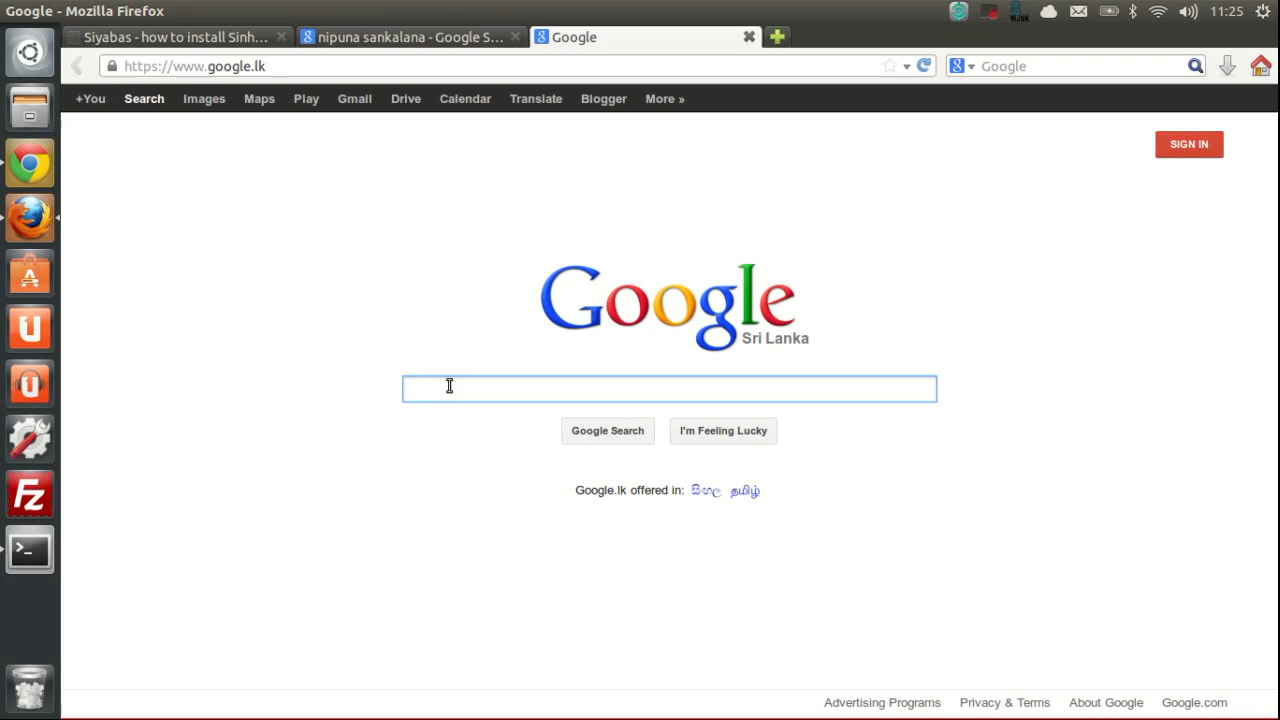 Google - Mozilla Firefox
11:25
Siyabas - how to install Sinh...
nipuna sankalana - Google S...
Google
https://www.google.lk
Google
+You Search Images Maps Play Gmail Drive Calendar Translate Blogger More »
SIGN IN
Google
Sri Lanka
Google Search
I'm Feeling Lucky
Google.lk offered in: සිංහල தமிழ்
Advertising Programs Privacy & Terms About Google Google.com